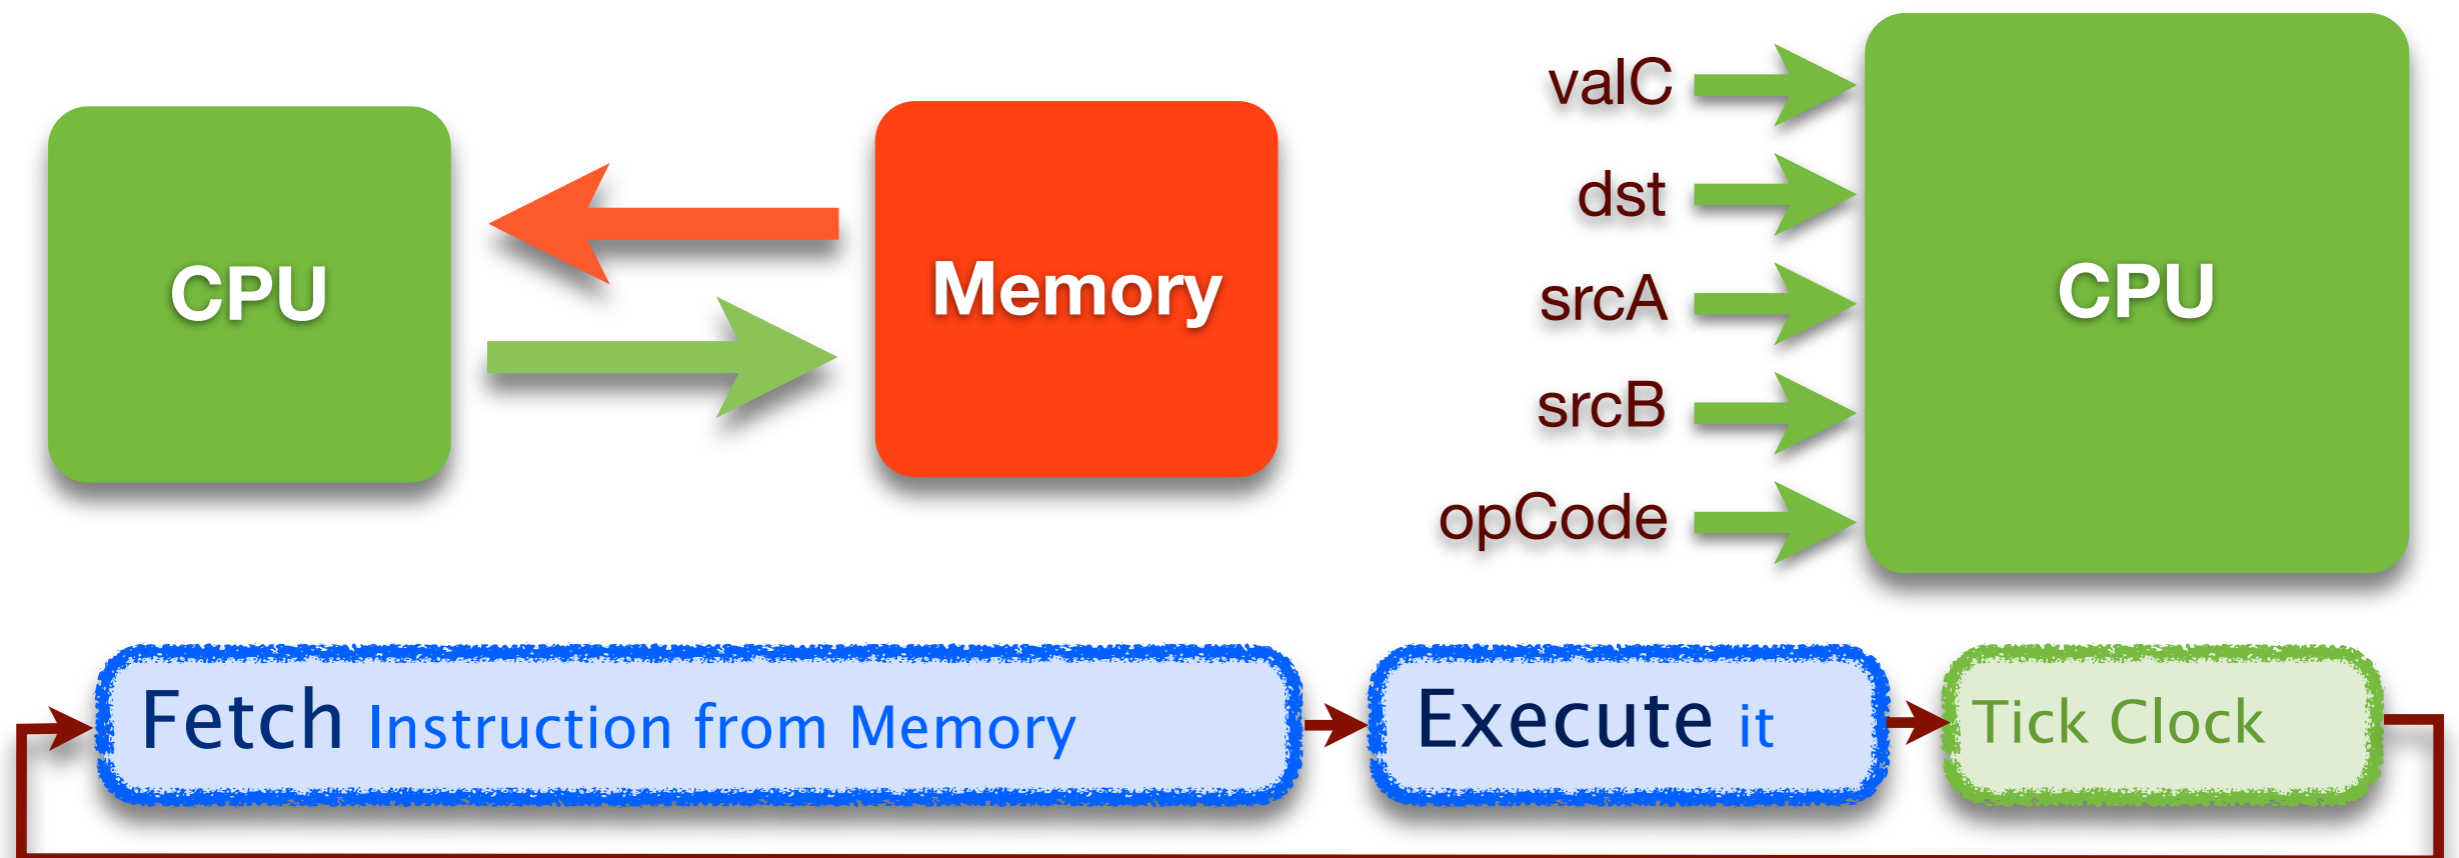 CPU
Memory
valC
dst
srcA
srcB
opCode
CPU
Fetch Instruction from Memory
Execute it
Tick Clock